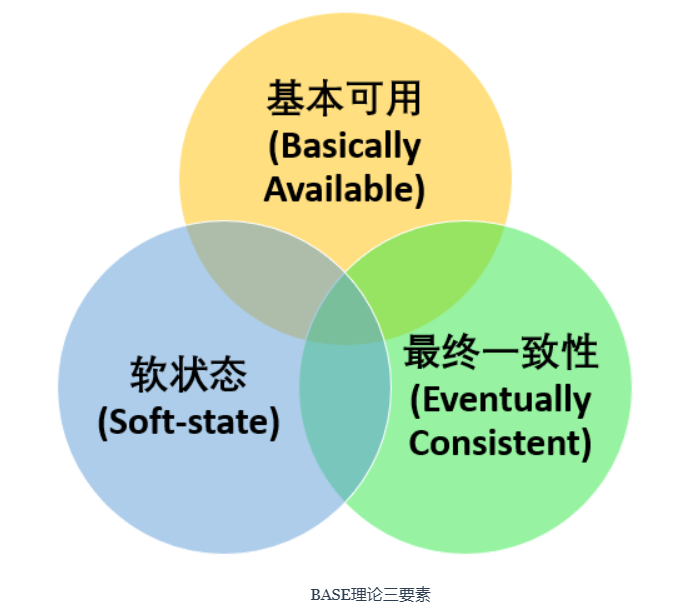 基本可用
(Basically
Available)
软状态
(Soft-state)
最终一致性
(Eventually
Consistent)
BASE理论三要素